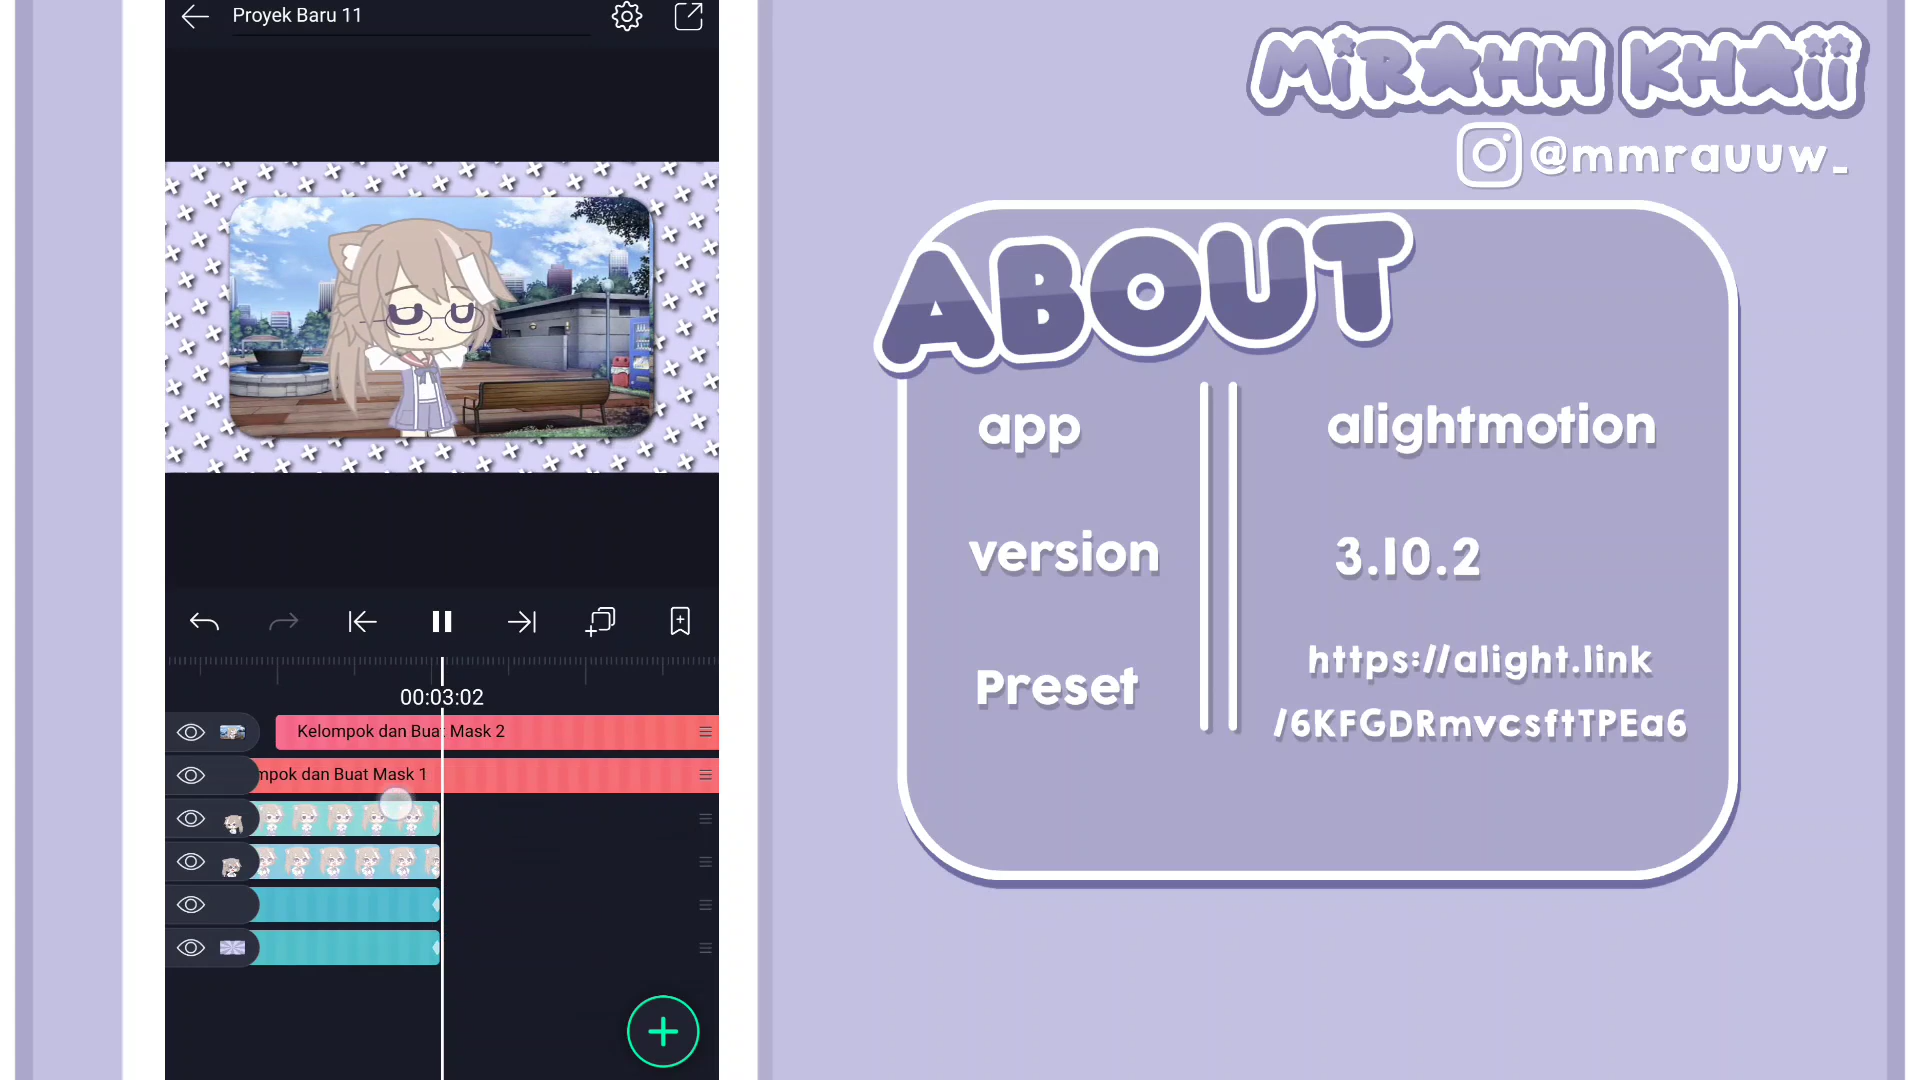 Proyek Baru 11
00:03:02
Kelompok dan Buat Mask 2
mpok dan Buat Mask 1
MiRAHH KHAii
@mmrauuw_
ABOUT
app
alightmotion
version
3.10.2
Preset
https://alight.link
/6KFGDRmvcsftTPEa6